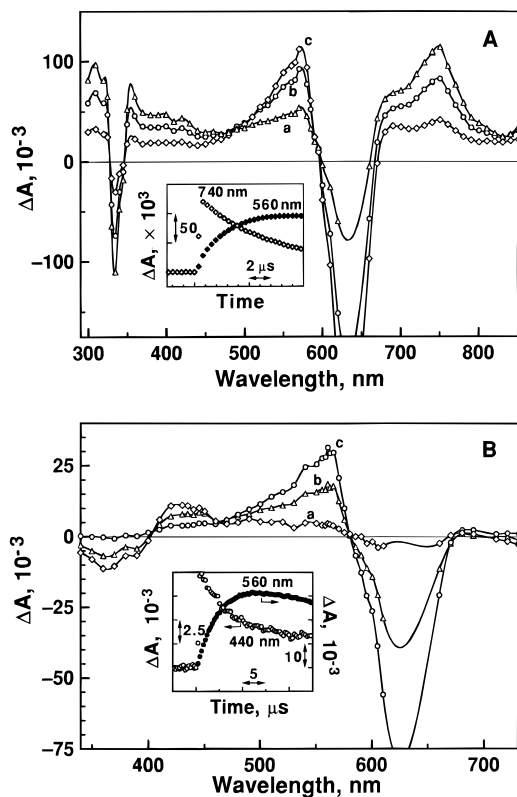 A
c
b
a
100
0
−100
ΔA, 10⁻³
740 nm
560 nm
50
ΔA, × 10³
2 μs
Time
300 400 500 600 700 800
Wavelength, nm
B
c
b
a
25
0
−25
−50
−75
ΔA, 10⁻³
560 nm
2.5
440 nm
10
5
ΔA, 10⁻³
ΔA, 10⁻³
Time, μs
400 500 600 700
Wavelength, nm